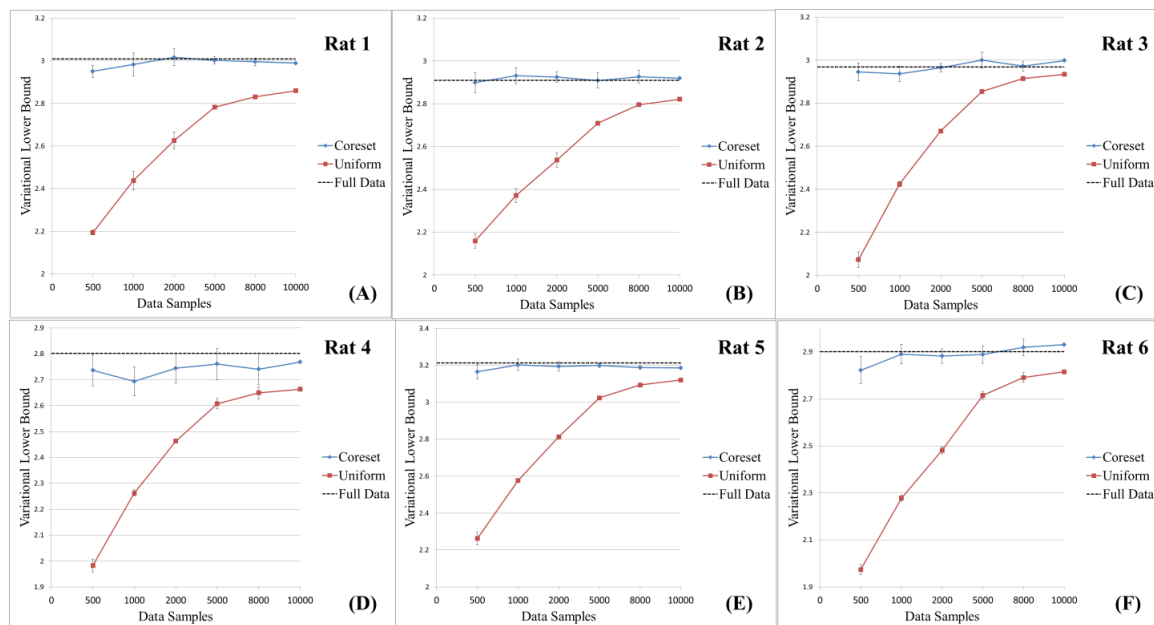 Rat 1
Variational Lower Bound
3.2
3
2.8
2.6
2.4
2.2
2
Coreset
Uniform
Full Data
0 500 1000 2000 5000 8000 10000
Data Samples
(A)
Rat 2
Variational Lower Bound
3.2
3
2.8
2.6
2.4
2.2
2
Coreset
Uniform
Full Data
0 500 1000 2000 5000 8000 10000
Data Samples
(B)
Rat 3
Variational Lower Bound
3.2
3
2.8
2.6
2.4
2.2
2
Coreset
Uniform
Full Data
0 500 1000 2000 5000 8000 10000
Data Samples
(C)
Rat 4
Variational Lower Bound
2.9
2.8
2.7
2.6
2.5
2.4
2.3
2.2
2.1
2
1.9
Coreset
Uniform
Full Data
0 500 1000 2000 5000 8000 10000
Data Samples
(D)
Rat 5
Variational Lower Bound
3.4
3.2
3
2.8
2.6
2.4
2.2
2
Coreset
Uniform
Full Data
0 500 1000 2000 5000 8000 10000
Data Samples
(E)
Rat 6
Variational Lower Bound
2.9
2.7
2.5
2.3
2.1
1.9
Coreset
Uniform
Full Data
0 500 1000 2000 5000 8000 10000
Data Samples
(F)